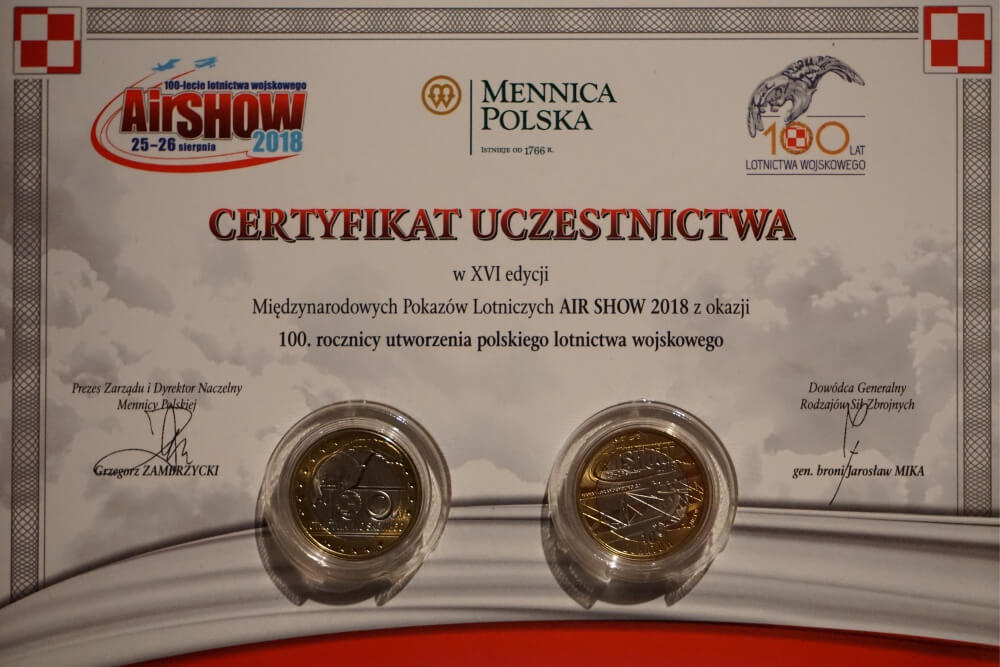 100-lecie lotnictwa wojskowego
AirSHOW
25-26 sierpnia 2018
MENNICA
POLSKA
ISTNIEJE OD 1766 R.
100 LAT
LOTNICTWA WOJSKOWEGO
CERTYFIKAT UCZESTNICTWA
w XVI edycji
Międzynarodowych Pokazów Lotniczych AIR SHOW 2018 z okazji
100. rocznicy utworzenia polskiego lotnictwa wojskowego
Prezes Zarządu i Dyrektor Naczelny
Mennicy Polskiej
Grzegorz ZAMBRZYCKI
Dowódca Generalny
Rodzajów Sił Zbrojnych
gen. broni Jarosław MIKA
100